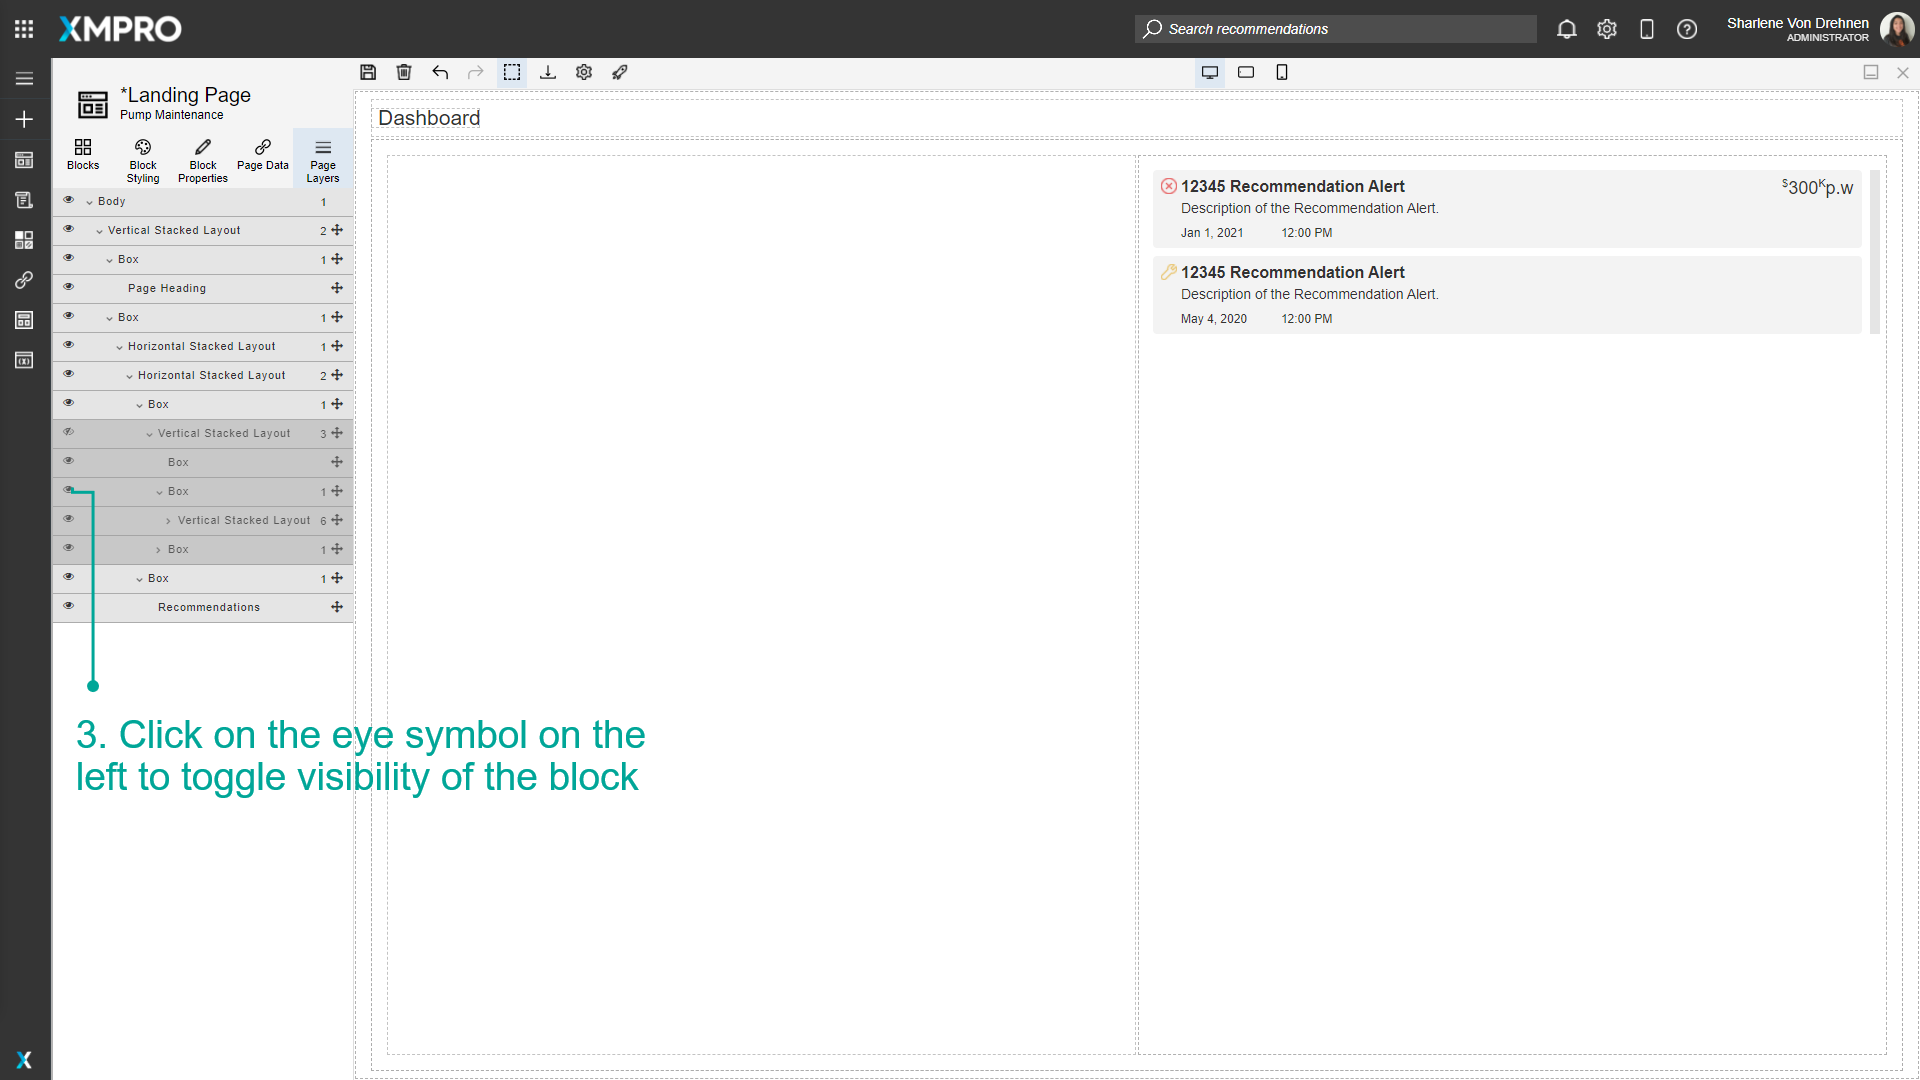 XMPRO
Search recommendations
Sharlene Von Drehnen
ADMINISTRATOR
*Landing Page
Pump Maintenance
Blocks
Block Styling
Block Properties
Page Data
Page Layers
Body 1
Vertical Stacked Layout 2
Box 1
Page Heading
Box 1
Horizontal Stacked Layout 1
Horizontal Stacked Layout 2
Box 1
Vertical Stacked Layout 3
Box
Box 1
Vertical Stacked Layout 6
Box 1
Box 1
Recommendations
Dashboard
12345 Recommendation Alert
$300Kp.w
Description of the Recommendation Alert.
Jan 1, 2021 12:00 PM
12345 Recommendation Alert
Description of the Recommendation Alert.
May 4, 2020 12:00 PM
3. Click on the eye symbol on the
left to toggle visibility of the block
X